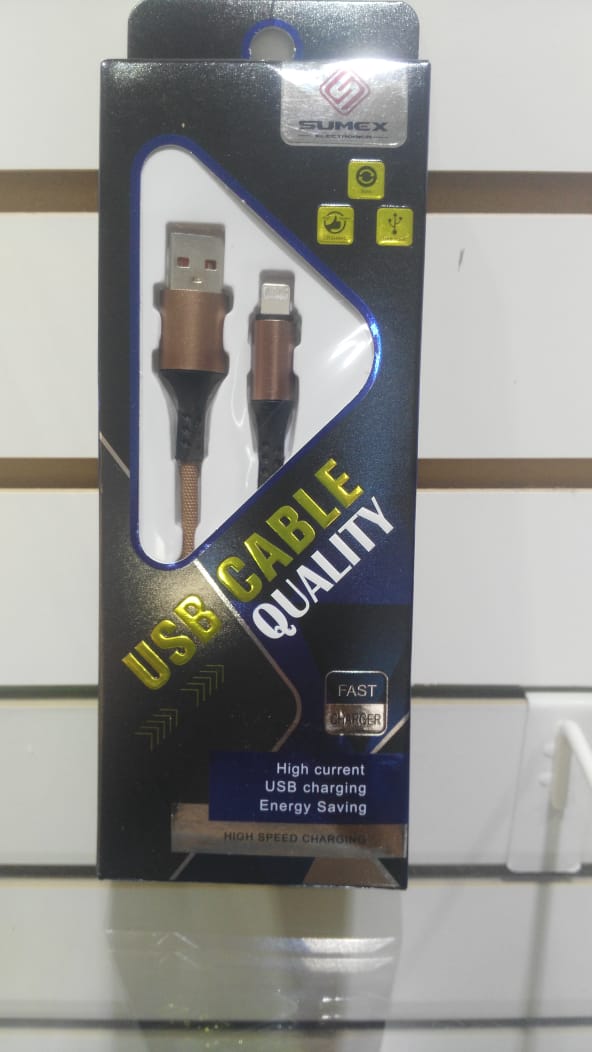 SUMEX
ELECTRONICS
USB CABLE
QUALITY
FAST
CHARGER
High current
USB charging
Energy Saving
HIGH SPEED CHARGING